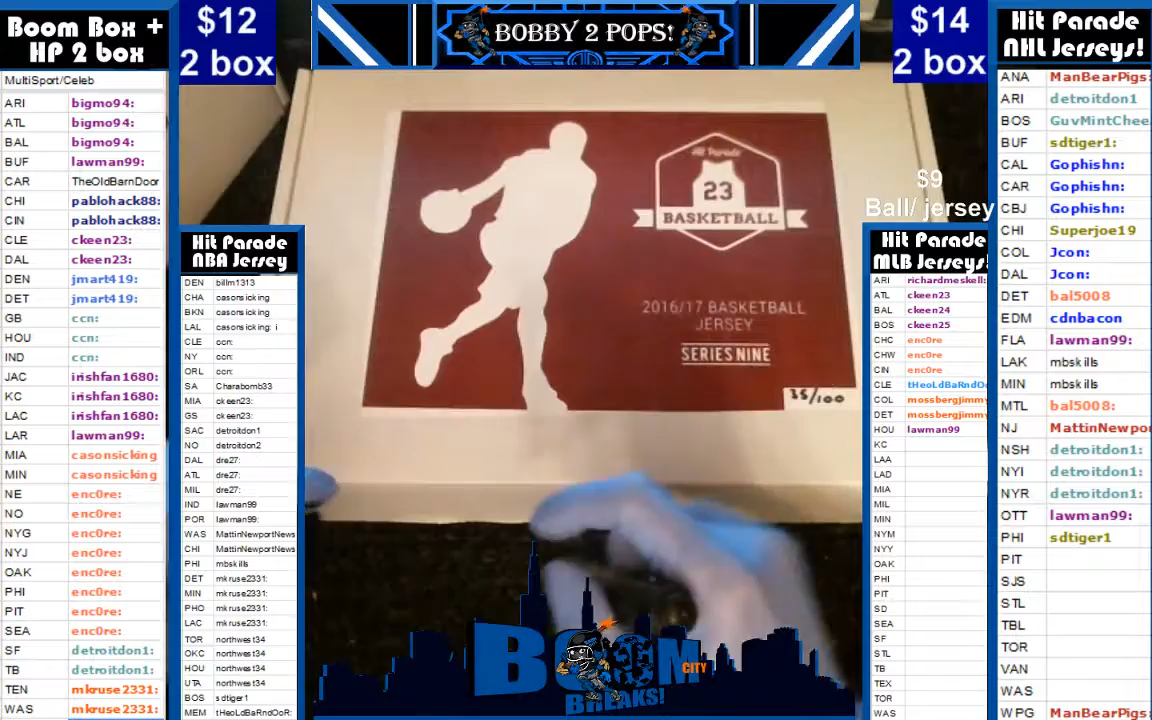 Boom Box +
HP 2 box
MultiSport/Celeb
ARI bigmo94:
ATL bigmo94:
BAL bigmo94:
BUF lawman99:
CAR TheOldBarnDoor
CHI pablohack88:
CIN pablohack88:
CLE ckeen23:
DAL ckeen23:
DEN jmart419:
DET jmart419:
GB ccn:
HOU ccn:
IND ccn:
JAC irishfan1680:
KC irishfan1680:
LAC irishfan1680:
LAR lawman99:
MIA casonsicking
MIN casonsicking
NE enc0re:
NO enc0re:
NYG enc0re:
NYJ enc0re:
OAK enc0re:
PHI enc0re:
PIT enc0re:
SEA enc0re:
SF detroitdon1:
TB detroitdon1:
TEN mkruse2331:
WAS mkruse2331:
$12
2 box
Hit Parade
NBA Jersey
DEN billm1313
CHA casonsicking
BKN casonsicking
LAL casonsicking: i
CLE ccn:
NY ccn:
ORL ccn:
SA Charabomb33
MIA ckeen23:
GS ckeen23:
SAC detroitdon1
NO detroitdon2
DAL dre27:
ATL dre27:
MIL dre27:
IND lawman99
POR lawman99:
WAS MattinNewportNews
CHI MattinNewportNews
PHI mbskills
DET mkruse2331:
MIN mkruse2331:
PHO mkruse2331:
LAC mkruse2331:
TOR northwest34
OKC northwest34
HOU northwest34
UTA northwest34
BOS sdtiger1
MEM tHeoLdBaRndOoR:
BOBBY 2 POPS!
Hit Parade
23
BASKETBALL
2016/17 BASKETBALL
JERSEY
SERIES NINE
35/100
BOOM
CITY
BREAKS!
$14
2 box
$9
Ball/ jersey
Hit Parade
MLB Jerseys!
ARI richardmeskell:
ATL ckeen23
BAL ckeen24
BOS ckeen25
CHC enc0re
CHW enc0re
CIN enc0re
CLE tHeoLdBaRndOo
COL mossbergjimmy
DET mossbergjimmy
HOU lawman99
KC
LAA
LAD
MIA
MIL
MIN
NYM
NYY
OAK
PHI
PIT
SD
SEA
SF
STL
TB
TEX
TOR
WAS
Hit Parade
NHL Jerseys!
ANA ManBearPigs:
ARI detroitdon1
BOS GuvMintChee
BUF sdtiger1:
CAL Gophishn:
CAR Gophishn:
CBJ Gophishn:
CHI Superjoe19
COL Jcon:
DAL Jcon:
DET bal5008
EDM cdnbacon
FLA lawman99:
LAK mbskills
MIN mbskills
MTL bal5008:
NJ MattinNewpor
NSH detroitdon1:
NYI detroitdon1:
NYR detroitdon1:
OTT lawman99:
PHI sdtiger1
PIT
SJS
STL
TBL
TOR
VAN
WAS
WPG ManBearPigs: